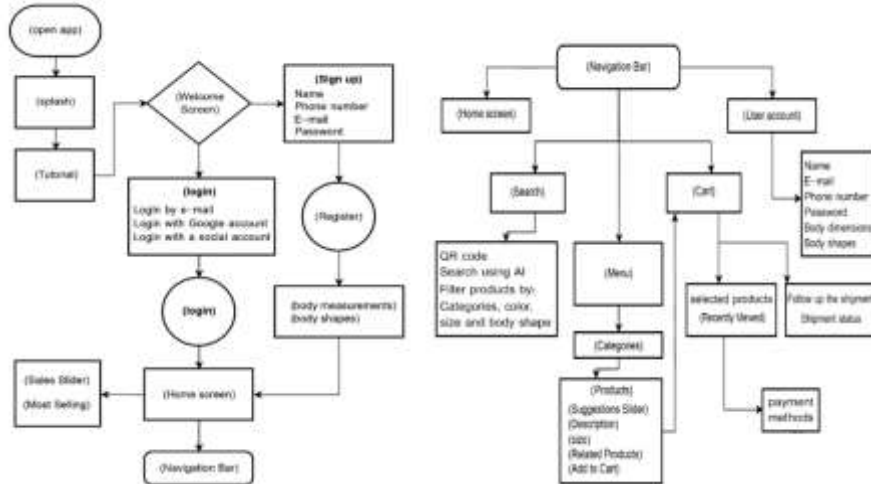 (open app)
(splash)
(Tutorial)
(Welcome
Screen)
(Sign up)
Name
Phone number
E-mail
Password
(login)
Login by e-mail
Login with Google account
Login with a social account
(Register)
(login)
(body measurements)
(body shapes)
(Sales Slider)
(Most Selling)
(Home screen)
(Navigation Bar)
(Navigation Bar)
(Home screen)
(User account)
Name
E-mail
Phone number
Password
Body dimensions
Body shapes
(Search)
QR code
Search using AI
Filter products by:
Categories, color,
size and body shape
(Menu)
(Categories)
(Products)
(Suggestions Slider)
(Description)
(size)
(Related Products)
(Add to Cart)
(Cart)
selected products
(Recently Viewed)
Follow up the shipment
Shipment status
payment
methods